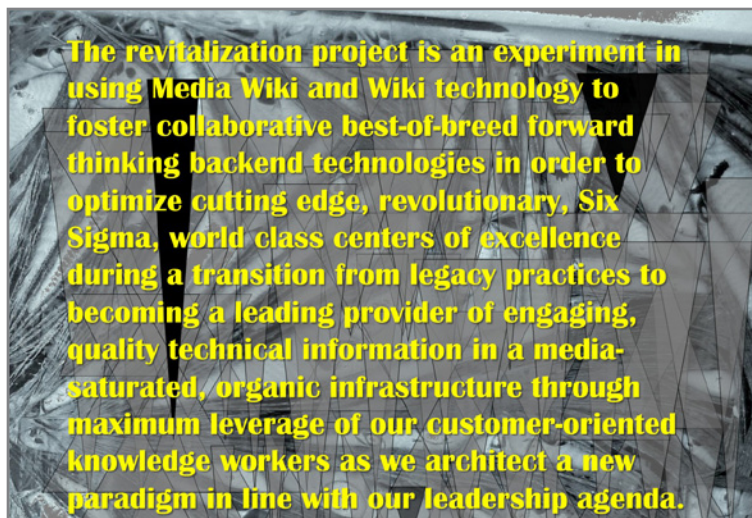 The revitalization project is an experiment in
using Media Wiki and Wiki technology to
foster collaborative best-of-breed forward
thinking backend technologies in order to
optimize cutting edge, revolutionary, Six
Sigma, world class centers of excellence
during a transition from legacy practices to
becoming a leading provider of engaging,
quality technical information in a media-
saturated, organic infrastructure through
maximum leverage of our customer-oriented
knowledge workers as we architect a new
paradigm in line with our leadership agenda.